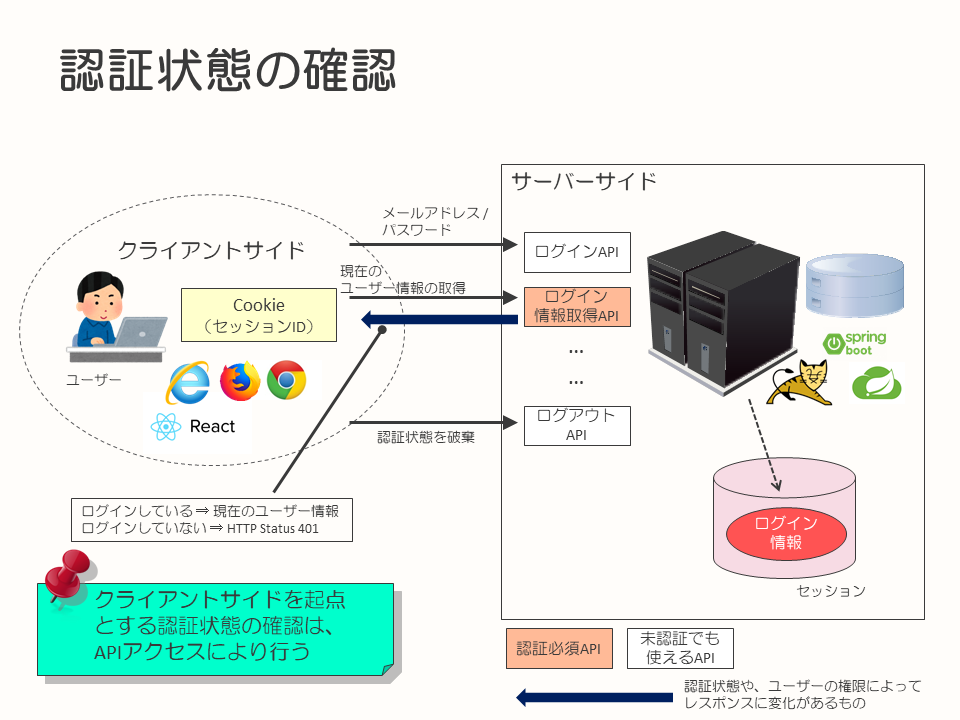 認証状態の確認
サーバーサイド
メールアドレス /
パスワード
クライアントサイド
ログインAPI
現在の
ユーザー情報の取得
Cookie
（セッションID）
ログイン
情報取得API
...
...
spring
boot
ユーザー
React
ログアウト
API
認証状態を破棄
ログインしている ⇒ 現在のユーザー情報
ログインしていない ⇒ HTTP Status 401
ログイン
情報
セッション
クライアントサイドを起点
とする認証状態の確認は、
APIアクセスにより行う
認証必須API
未認証でも
使えるAPI
認証状態や、ユーザーの権限によって
レスポンスに変化があるもの